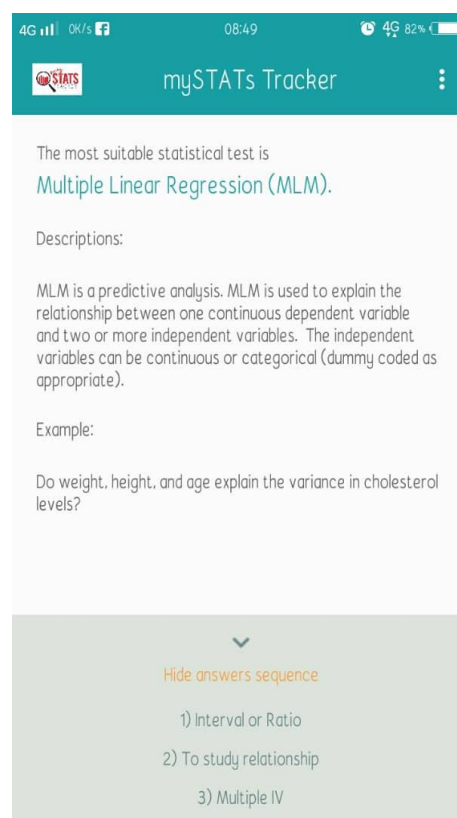 4G 0K/s 08:49 4G 82%
STATS mySTATs Tracker
The most suitable statistical test is
Multiple Linear Regression (MLM).
Descriptions:
MLM is a predictive analysis. MLM is used to explain the
relationship between one continuous dependent variable
and two or more independent variables. The independent
variables can be continuous or categorical (dummy coded as
appropriate).
Example:
Do weight, height, and age explain the variance in cholesterol
levels?
Hide answers sequence
1) Interval or Ratio
2) To study relationship
3) Multiple IV